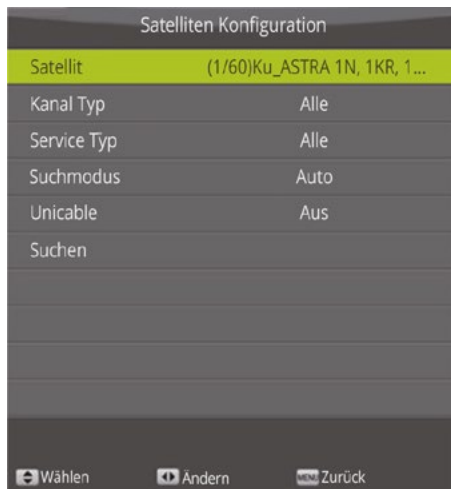 Satelliten Konfiguration
Satellit (1/60)Ku_ASTRA 1N, 1KR, 1...
Kanal Typ Alle
Service Typ Alle
Suchmodus Auto
Unicable Aus
Suchen
Wählen Ändern MENU Zurück